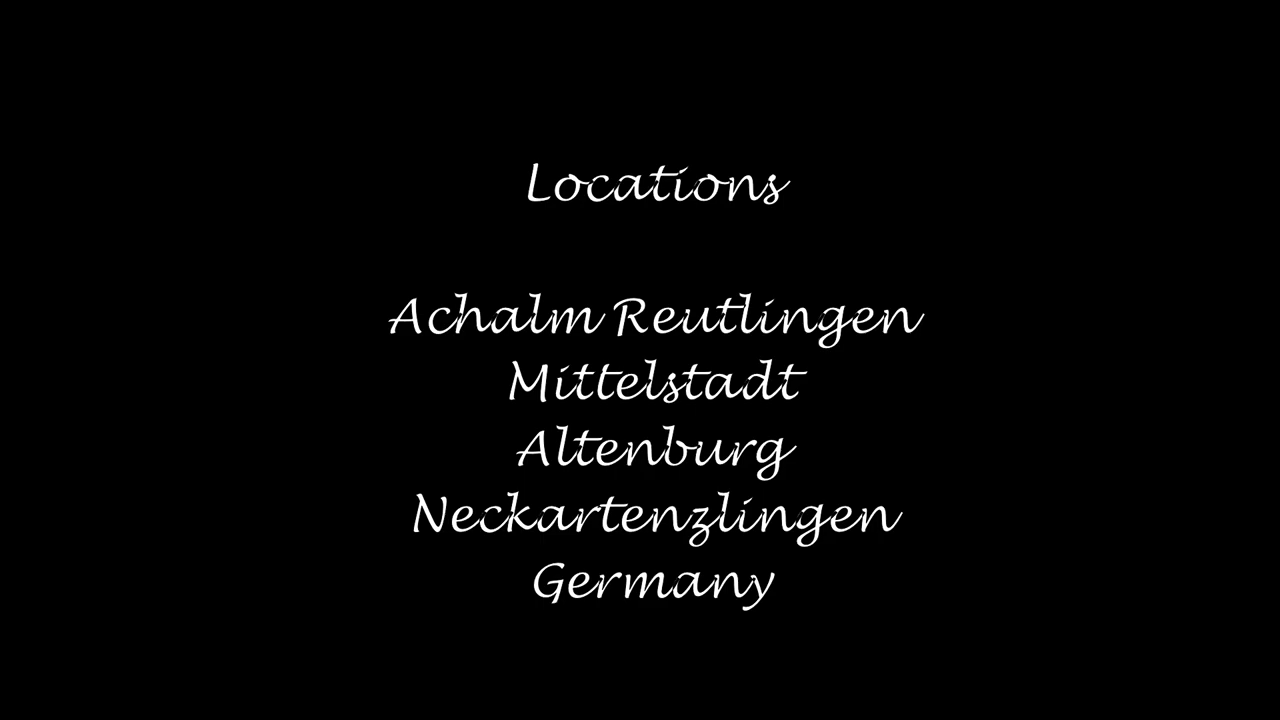 Locations
Achalm Reutlingen
Mittelstadt
Altenburg
Neckartenzlingen
Germany